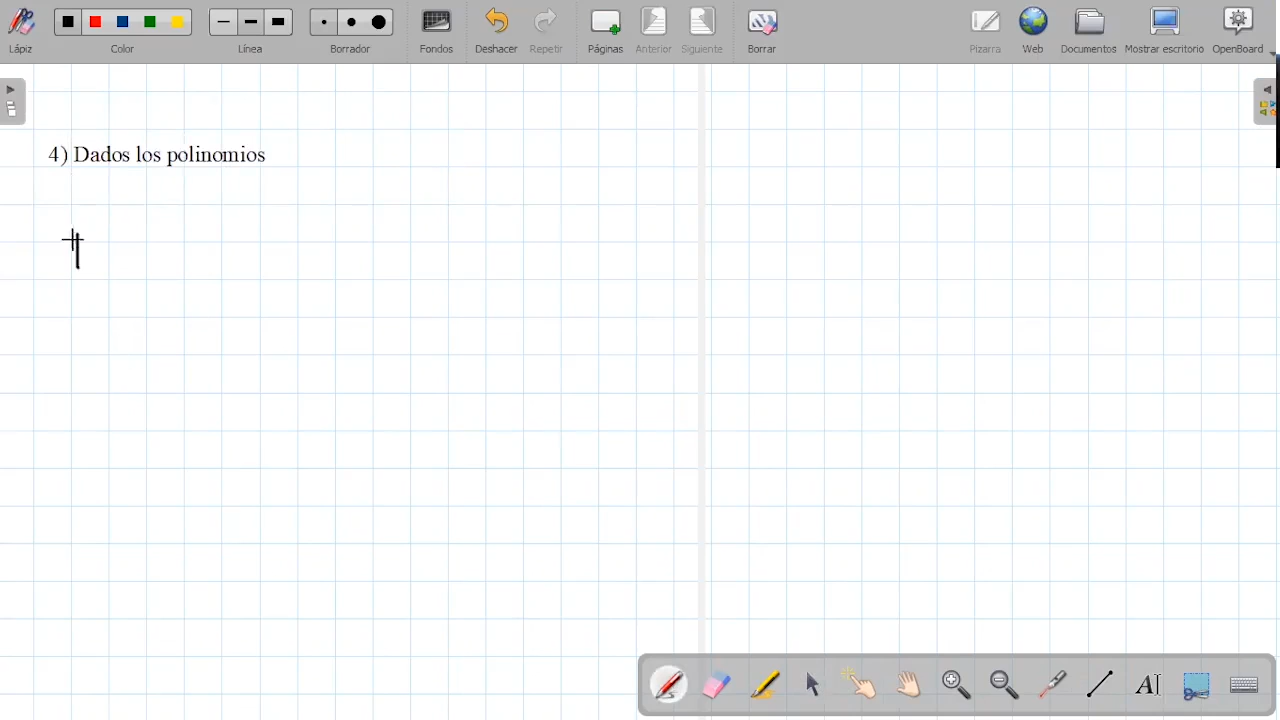 Lápiz Color Línea Borrador Fondos Deshacer Repetir Páginas Anterior Siguiente Borrar Pizarra Web Documentos Mostrar escritorio OpenBoard
4) Dados los polinomios